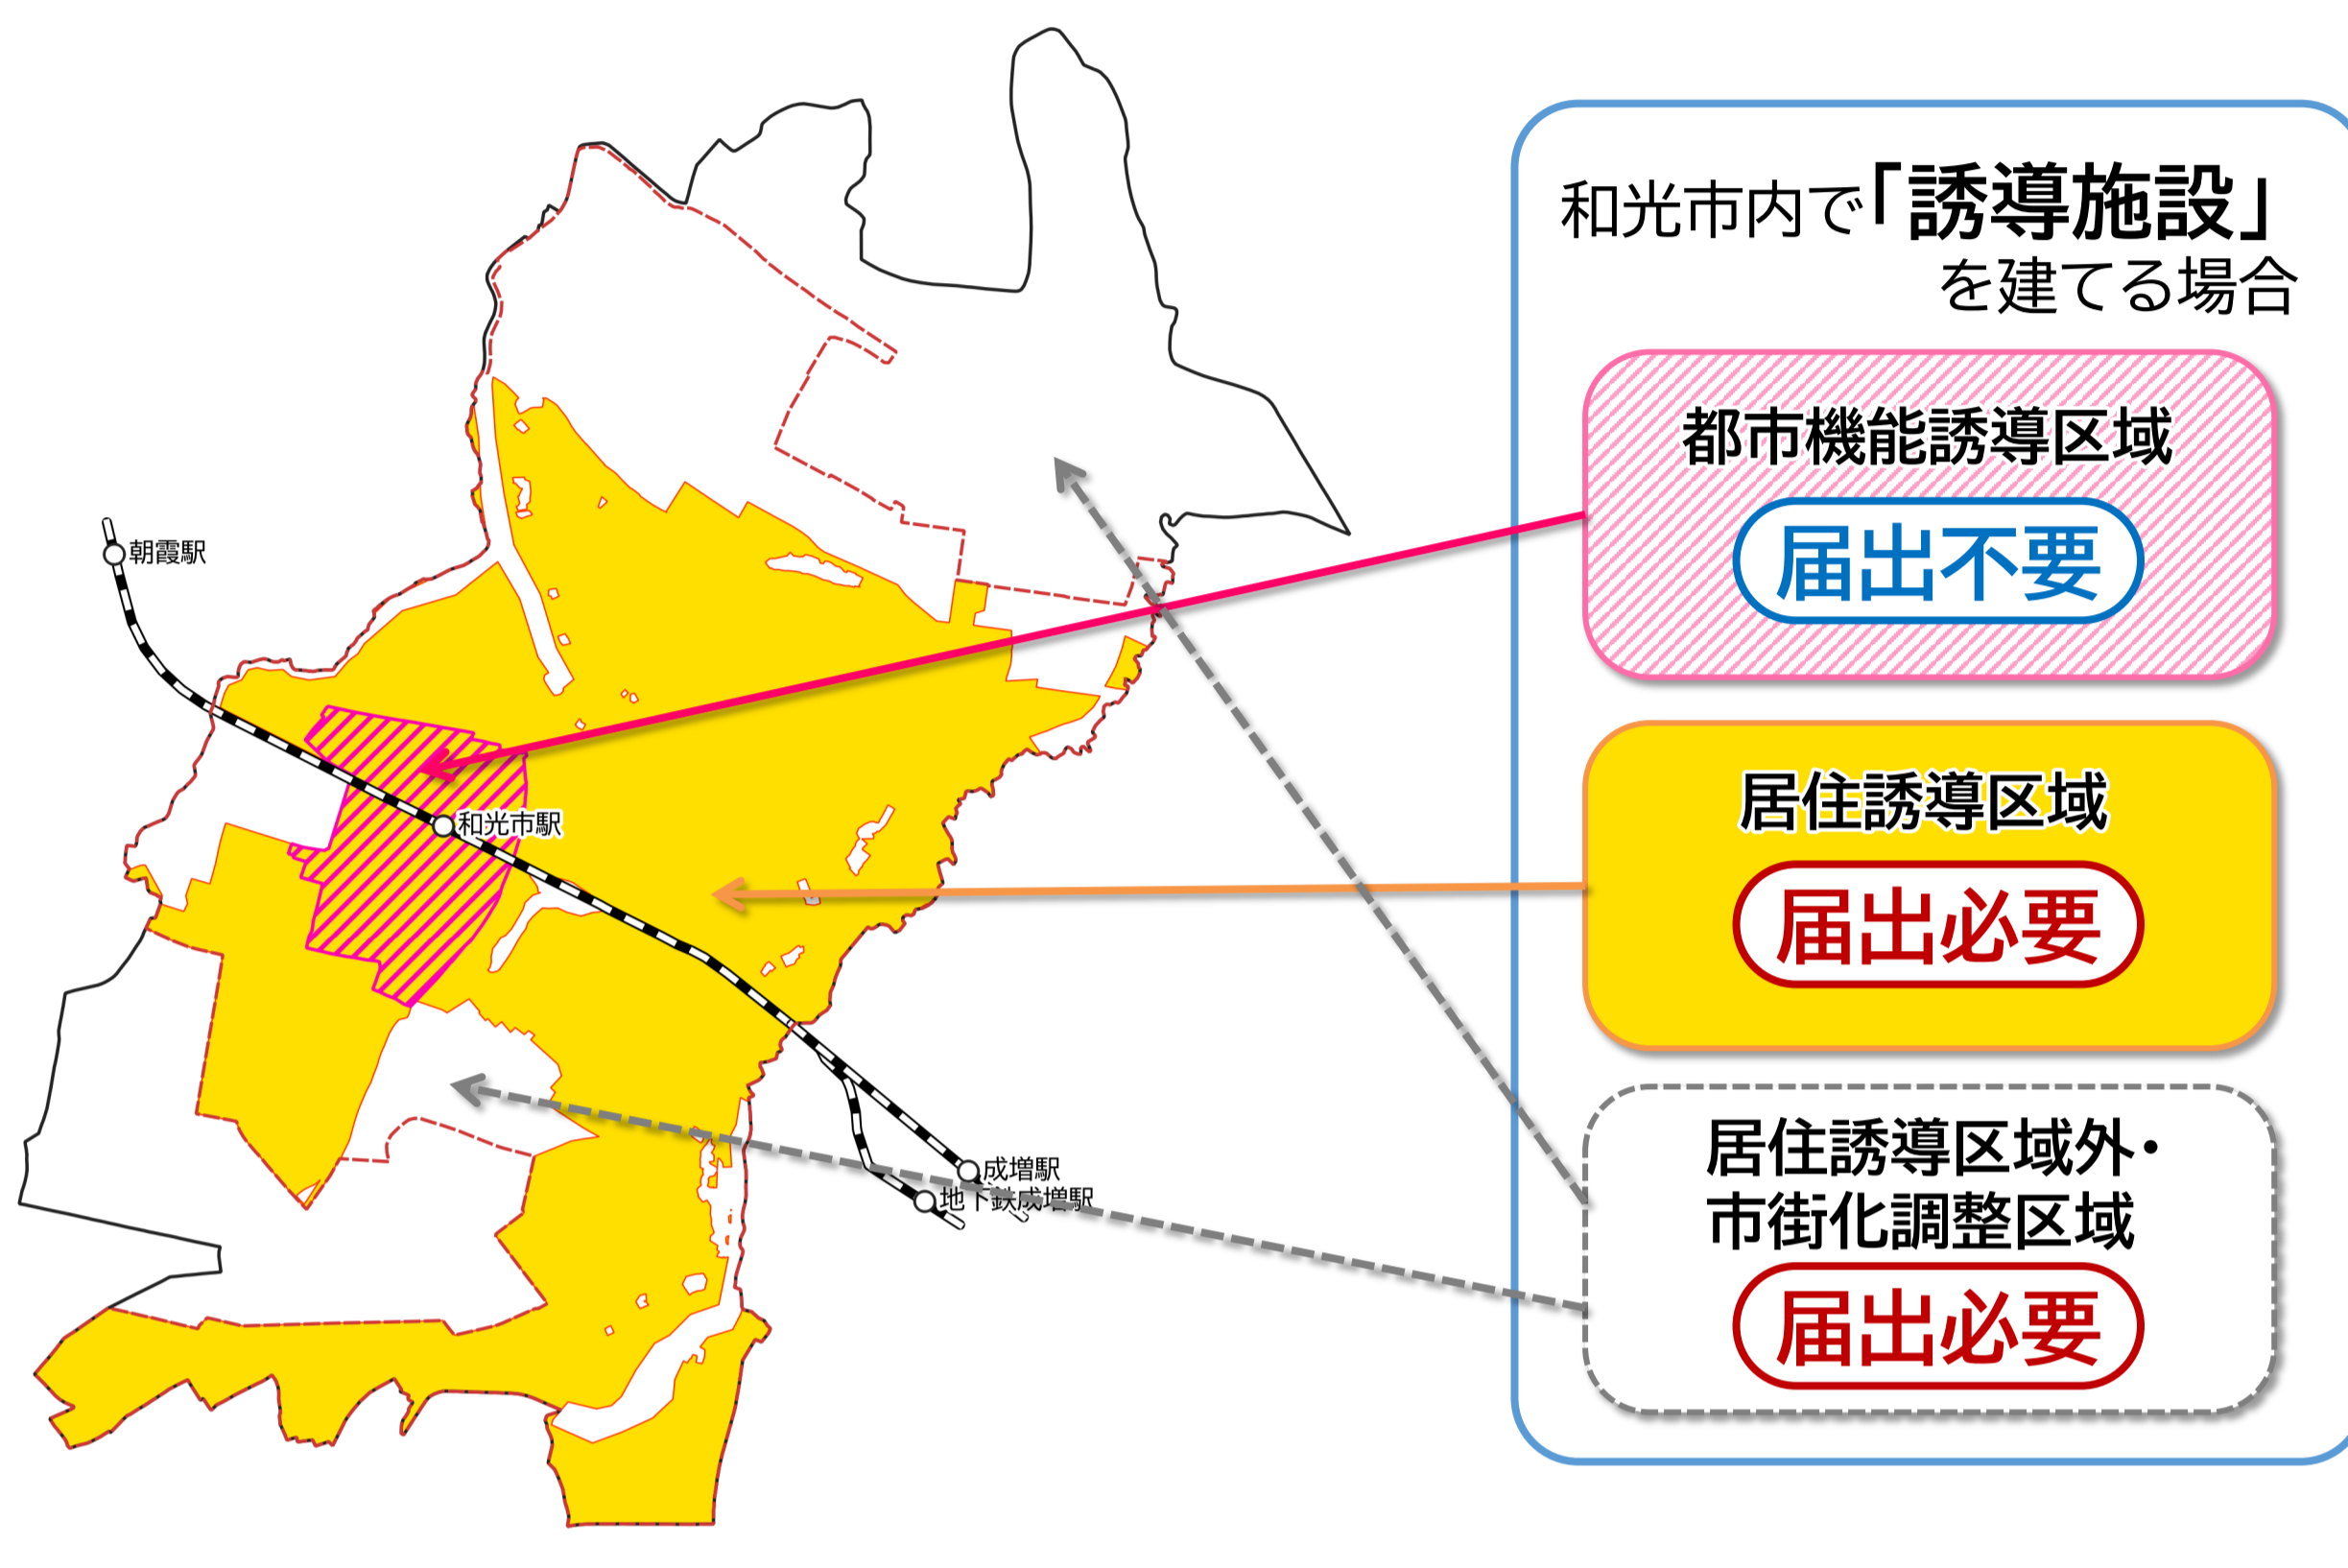 和光市内で「誘導施設」
を建てる場合
都市機能誘導区域
届出不要
居住誘導区域
届出必要
居住誘導区域外・
市街化調整区域
届出必要
朝霞駅
和光市駅
成増駅
地下鉄成増駅